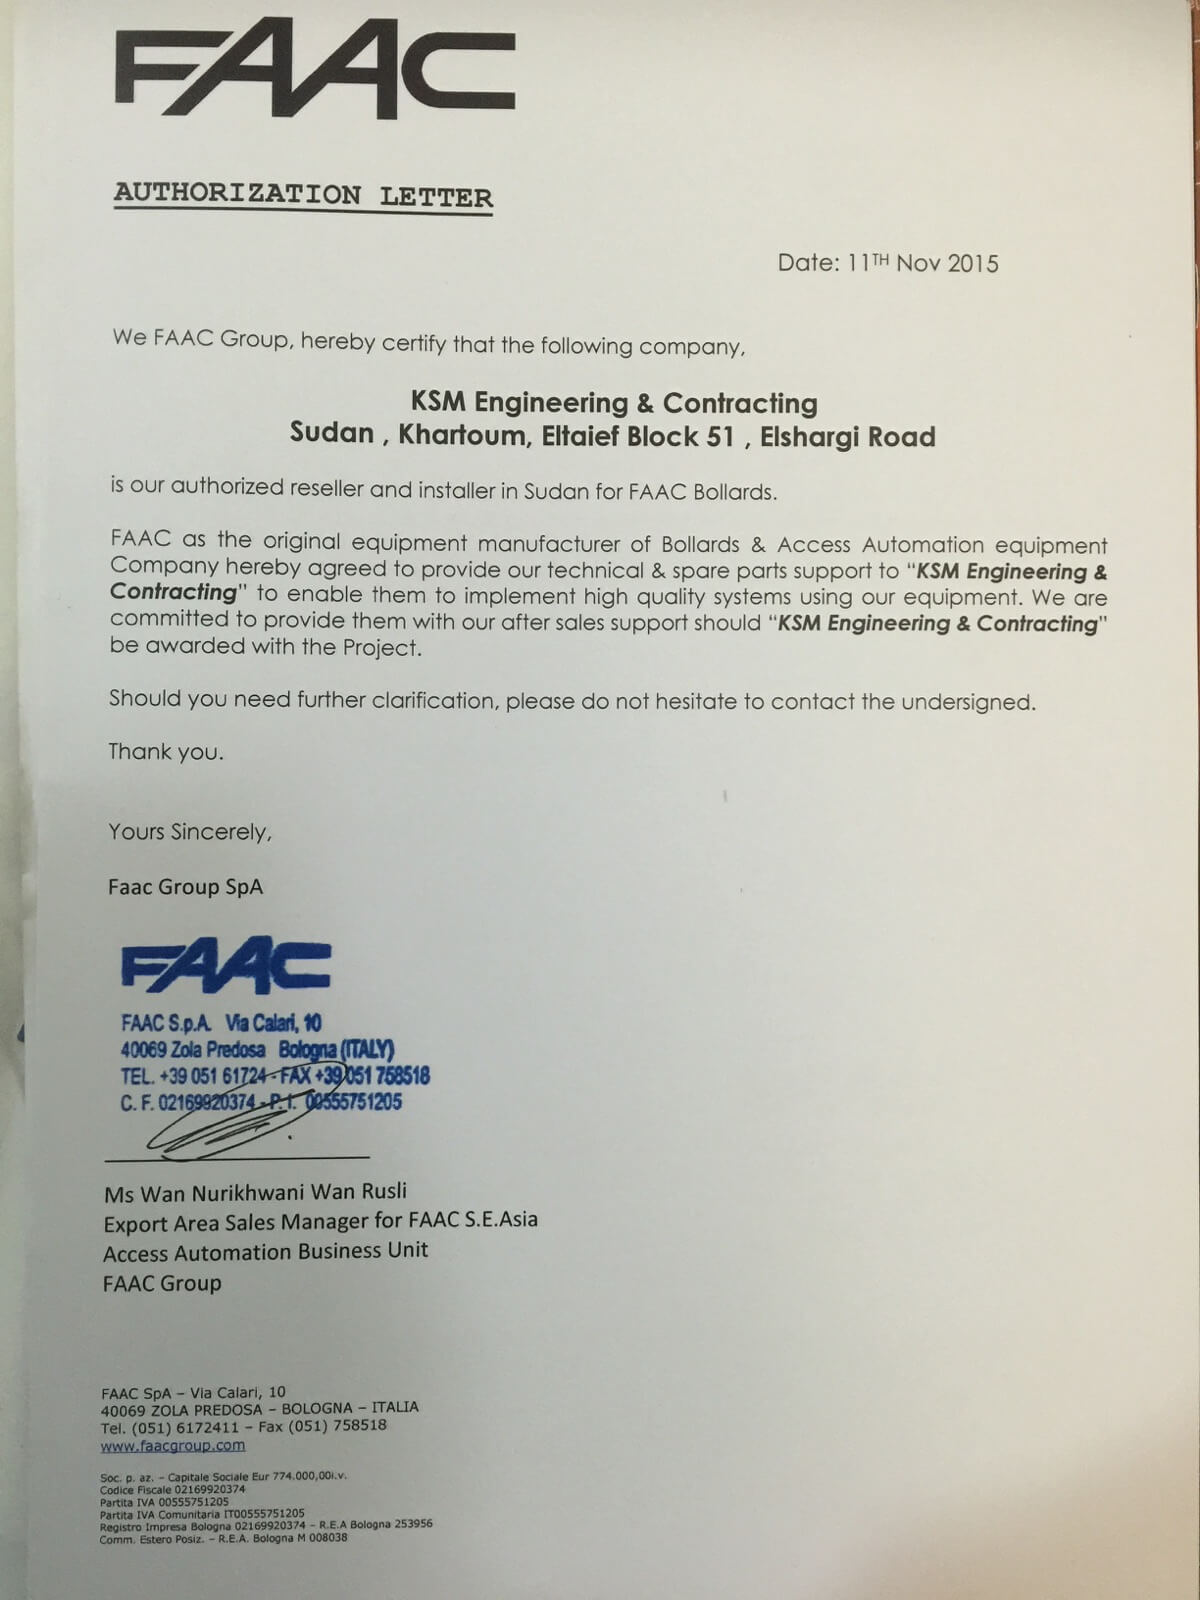 FAAC
AUTHORIZATION LETTER
Date: 11TH Nov 2015
We FAAC Group, hereby certify that the following company,
KSM Engineering & Contracting
Sudan , Khartoum, Eltaief Block 51 , Elshargi Road
is our authorized reseller and installer in Sudan for FAAC Bollards.
FAAC as the original equipment manufacturer of Bollards & Access Automation equipment
Company hereby agreed to provide our technical & spare parts support to "KSM Engineering &
Contracting" to enable them to implement high quality systems using our equipment. We are
committed to provide them with our after sales support should "KSM Engineering & Contracting"
be awarded with the Project.
Should you need further clarification, please do not hesitate to contact the undersigned.
Thank you.
Yours Sincerely,
Faac Group SpA
FAAC
FAAC S.p.A. Via Calari, 10
40069 Zola Predosa Bologna (ITALY)
TEL. +39 051 61724 - FAX +39 051 758518
C. F. 02169920374 - P. I. 00555751205
Ms Wan Nurikhwani Wan Rusli
Export Area Sales Manager for FAAC S.E.Asia
Access Automation Business Unit
FAAC Group
FAAC SpA – Via Calari, 10
40069 ZOLA PREDOSA – BOLOGNA – ITALIA
Tel. (051) 6172411 – Fax (051) 758518
www.faacgroup.com
Soc. p. az. – Capitale Sociale Eur 774.000,00i.v.
Codice Fiscale 02169920374
Partita IVA 00555751205
Partita IVA Comunitaria IT00555751205
Registro Impresa Bologna 02169920374 – R.E.A Bologna 253956
Comm. Estero Posiz. – R.E.A. Bologna M 008038